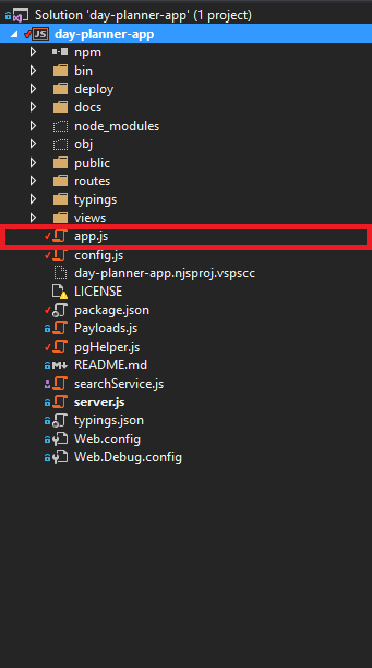 Solution 'day-planner-app' (1 project)
JS day-planner-app
npm
bin
deploy
docs
node_modules
obj
public
routes
typings
views
app.js
config.js
day-planner-app.njsproj.vspscc
LICENSE
package.json
Payloads.js
pgHelper.js
README.md
searchService.js
server.js
typings.json
Web.config
Web.Debug.config